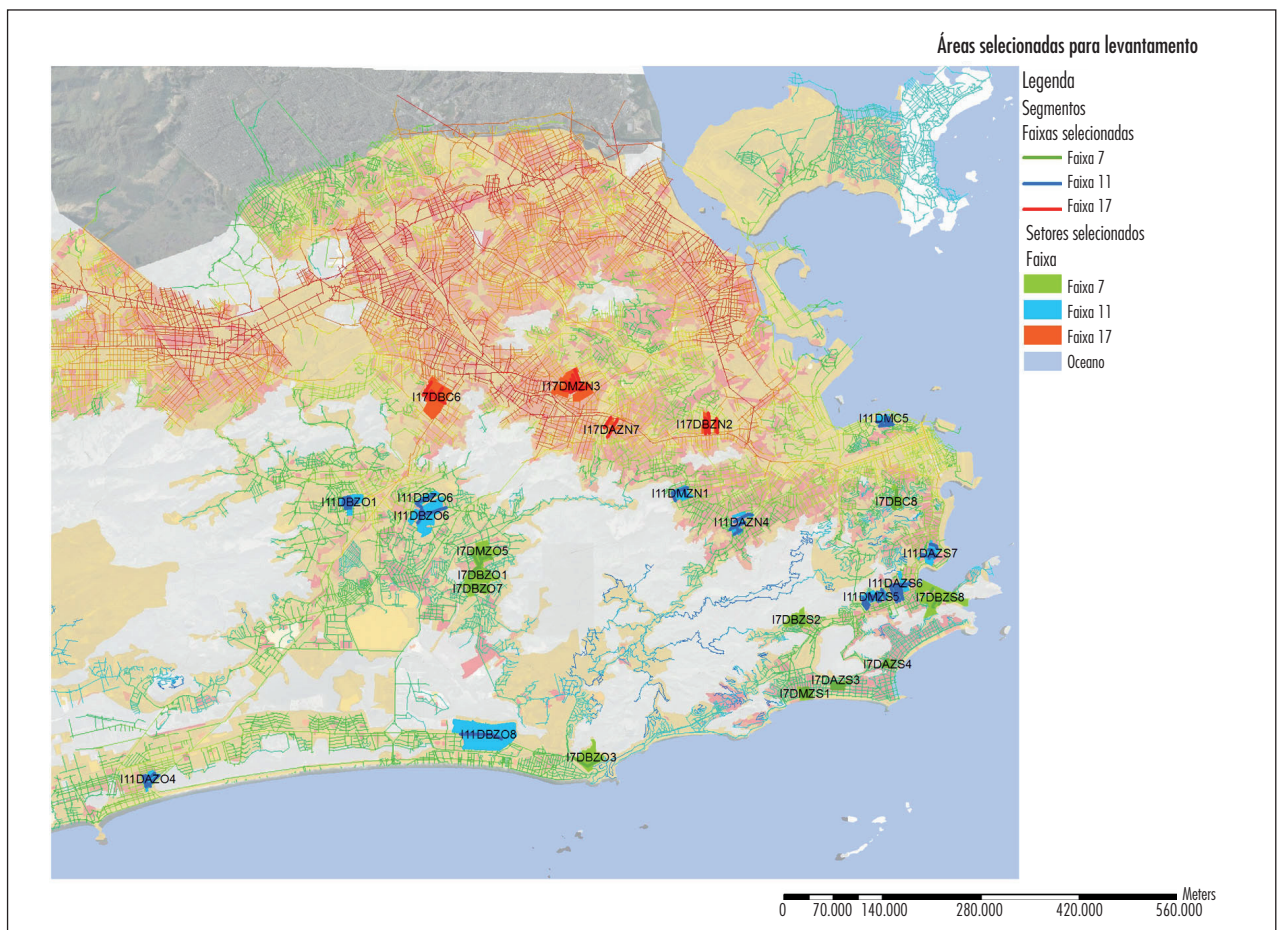 Áreas selecionadas para levantamento
Legenda
Segmentos
Faixas selecionadas
Faixa 7
Faixa 11
Faixa 17
Setores selecionados
Faixa
Faixa 7
Faixa 11
Faixa 17
Oceano
I17DBC6
I17DMZN3
I17DAZN7
I17DBZN2
I11DMC5
I11DBZO1
I11DBZO6
I11DBZO6
I11DMZN1
I11DAZN4
I7DBC8
I7DMZO5
I7DBZO1
I7DBZO7
I11DAZS7
I11DAZS6
I11DMZS5
I7DBZS8
I7DBZS2
I7DAZS4
I7DAZS3
I7DMZS1
I11DBZO8
I7DBZO3
I11DAZO4
Meters
0 70.000 140.000 280.000 420.000 560.000